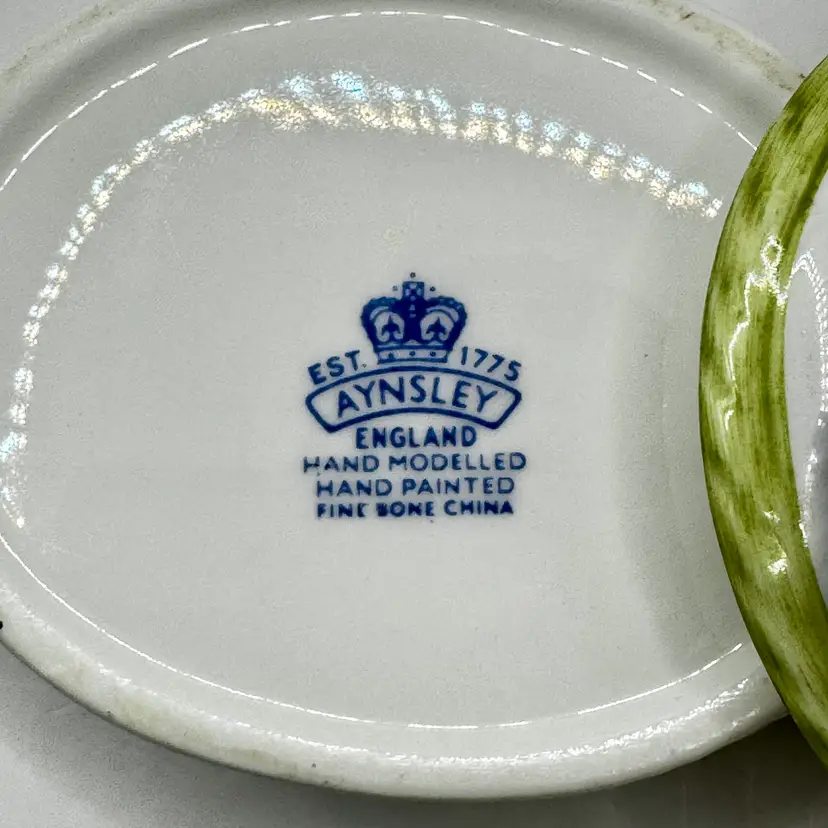 EST. 1775
AYNSLEY
ENGLAND
HAND MODELLED
HAND PAINTED
FINE BONE CHINA